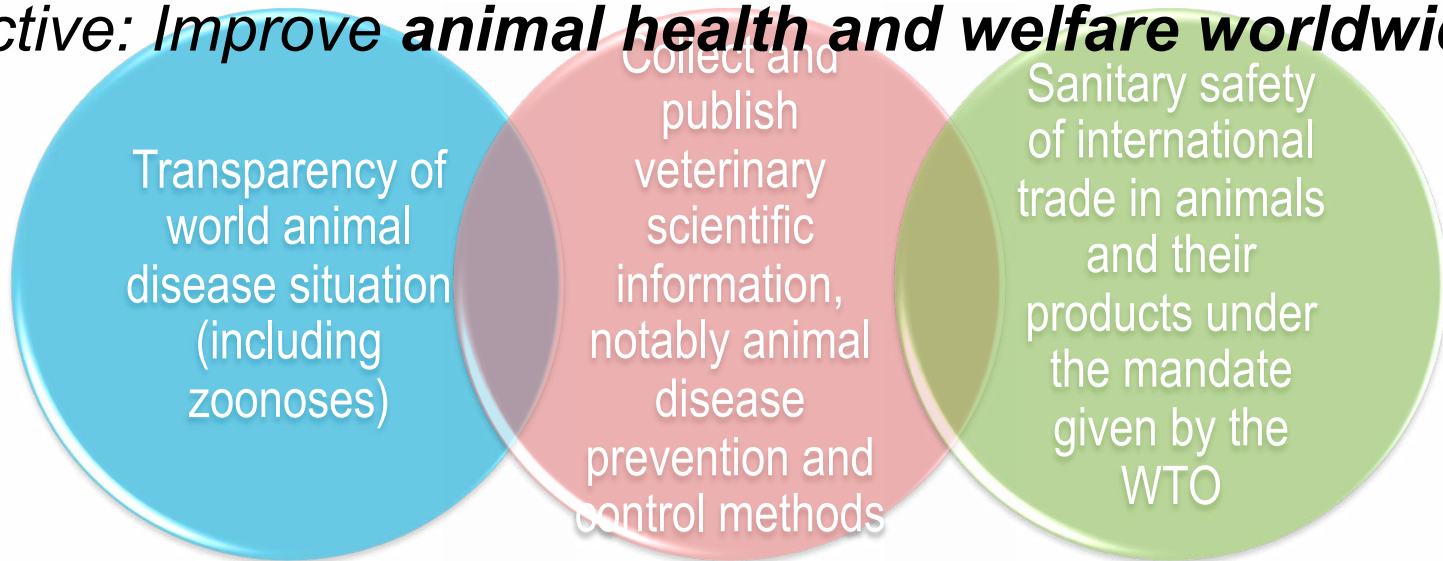 ctive: Improve animal health and welfare worldwi
Transparency of
world animal
disease situation
(including
zoonoses)
Collect and
publish
veterinary
scientific
information,
notably animal
disease
prevention and
control methods
Sanitary safety
of international
trade in animals
and their
products under
the mandate
given by the
WTO